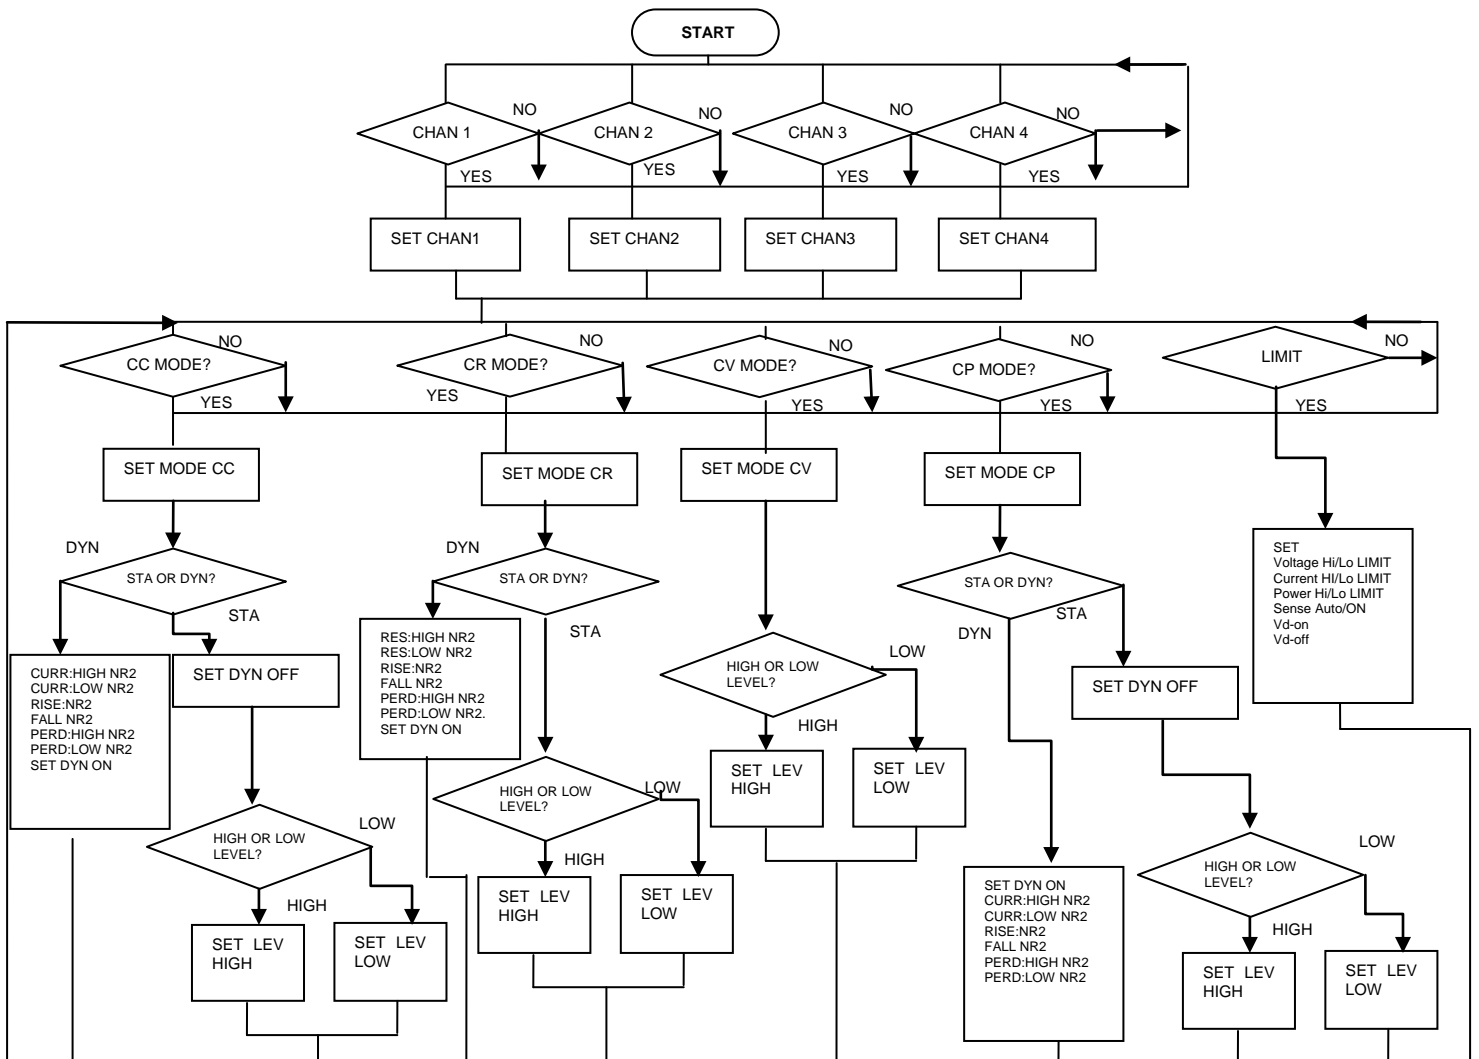 START
NO
NO
NO
NO
CHAN 1
CHAN 2
CHAN 3
CHAN 4
YES
YES
YES
YES
SET CHAN1
SET CHAN2
SET CHAN3
SET CHAN4
NO
NO
NO
NO
NO
CC MODE?
CR MODE?
CV MODE?
CP MODE?
LIMIT
YES
YES
YES
YES
YES
SET MODE CC
SET MODE CR
SET MODE CV
SET MODE CP
DYN
STA OR DYN?
STA
DYN
STA OR DYN?
STA
STA OR DYN?
STA
DYN
SET
Voltage Hi/Lo LIMIT
Current HI/Lo LIMIT
Power Hi/Lo LIMIT
Sense Auto/ON
Vd-on
Vd-off
CURR:HIGH NR2
CURR:LOW NR2
RISE:NR2
FALL NR2
PERD:HIGH NR2
PERD:LOW NR2
SET DYN ON
SET DYN OFF
RES:HIGH NR2
RES:LOW NR2
RISE:NR2
FALL NR2
PERD:HIGH NR2
PERD:LOW NR2.
SET DYN ON
HIGH OR LOW
LEVEL?
LOW
HIGH
SET LEV
HIGH
SET LEV
LOW
SET DYN OFF
HIGH OR LOW
LEVEL?
LOW
HIGH
SET LEV
HIGH
SET LEV
LOW
HIGH OR LOW
LEVEL?
LOW
HIGH
SET LEV
HIGH
SET LEV
LOW
SET DYN ON
CURR:HIGH NR2
CURR:LOW NR2
RISE:NR2
FALL NR2
PERD:HIGH NR2
PERD:LOW NR2
HIGH OR LOW
LEVEL?
LOW
HIGH
SET LEV
HIGH
SET LEV
LOW